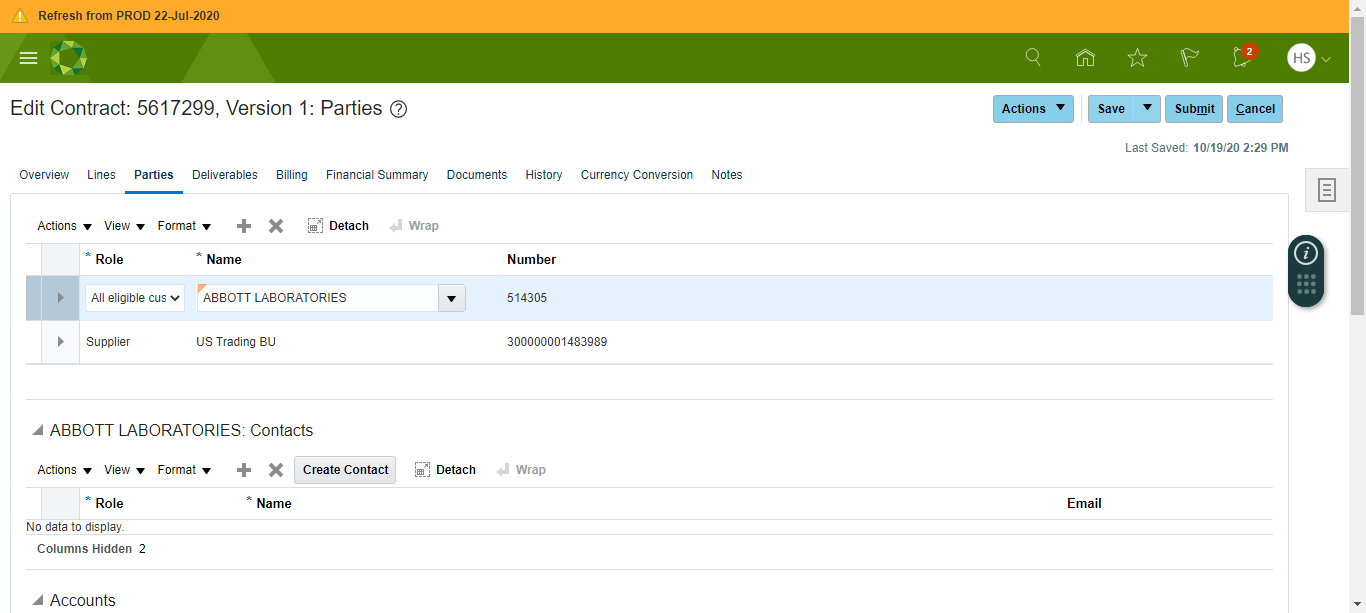 Refresh from PROD 22-Jul-2020
2
HS
Edit Contract: 5617299, Version 1: Parties ?
Actions Save Submit Cancel
Last Saved: 10/19/20 2:29 PM
Overview Lines Parties Deliverables Billing Financial Summary Documents History Currency Conversion Notes
Actions View Format Detach Wrap
* Role * Name Number
All eligible cus ABBOTT LABORATORIES 514305
Supplier US Trading BU 300000001483989
ABBOTT LABORATORIES: Contacts
Actions View Format Create Contact Detach Wrap
* Role * Name Email
No data to display.
Columns Hidden 2
Accounts